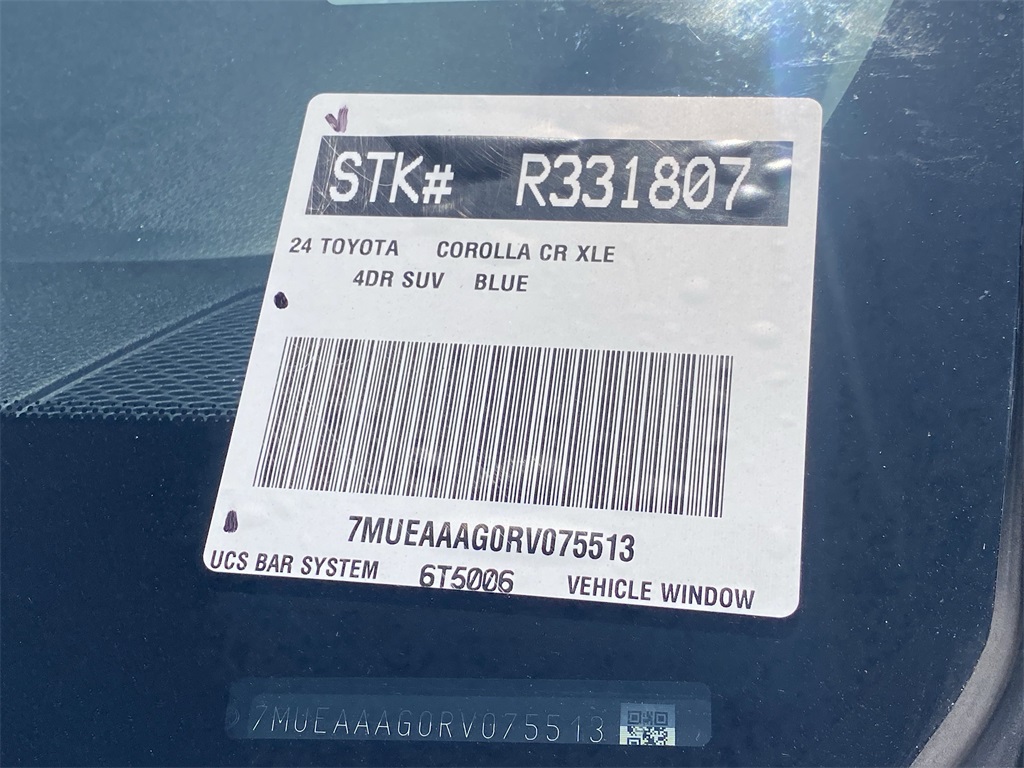 STK# R331807
24 TOYOTA COROLLA CR XLE
4DR SUV BLUE
7MUEAAAG0RV075513
UCS BAR SYSTEM 6T5006 VEHICLE WINDOW
7MUEAAAG0RV075513